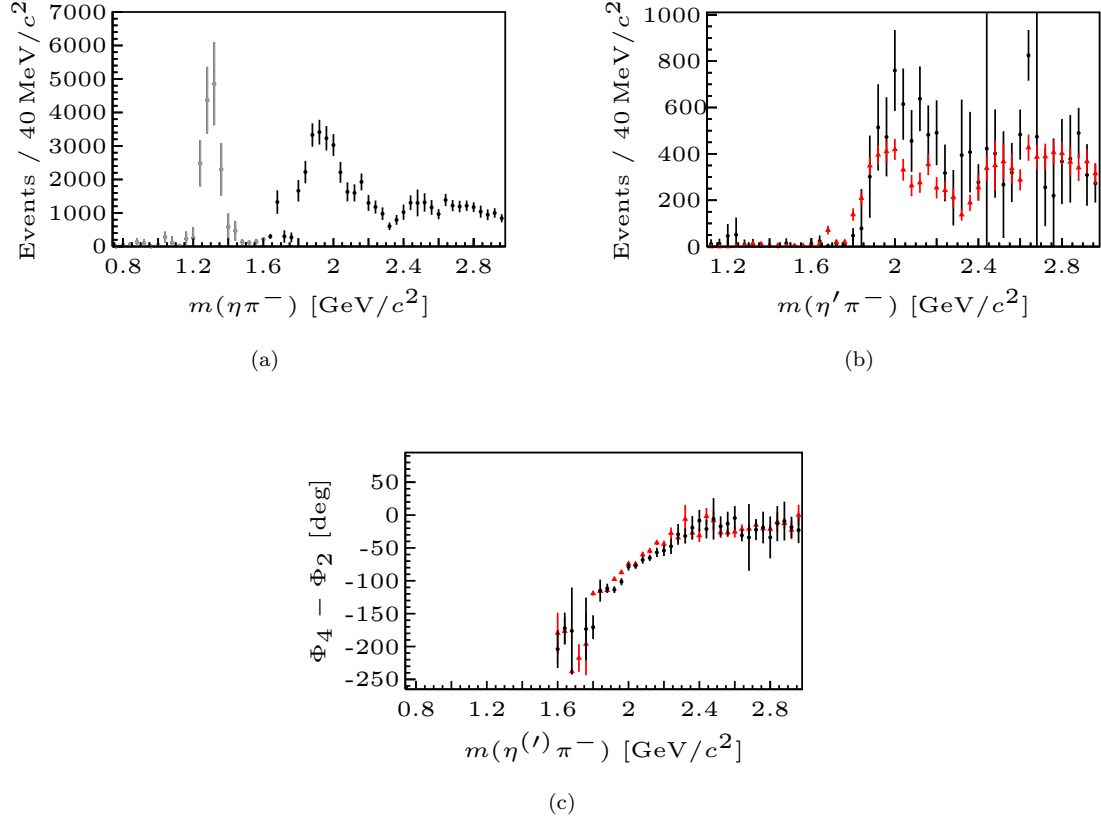 7000
6000
5000
4000
3000
2000
1000
0
Events / 40 MeV/c²
0.8 1.2 1.6 2 2.4 2.8
m(ηπ⁻) [GeV/c²]
(a)
1000
800
600
400
200
0
Events / 40 MeV/c²
1.2 1.6 2 2.4 2.8
m(η′π⁻) [GeV/c²]
(b)
50
0
-50
-100
-150
-200
-250
Φ₄ − Φ₂ [deg]
0.8 1.2 1.6 2 2.4 2.8
m(η⁽′⁾π⁻) [GeV/c²]
(c)